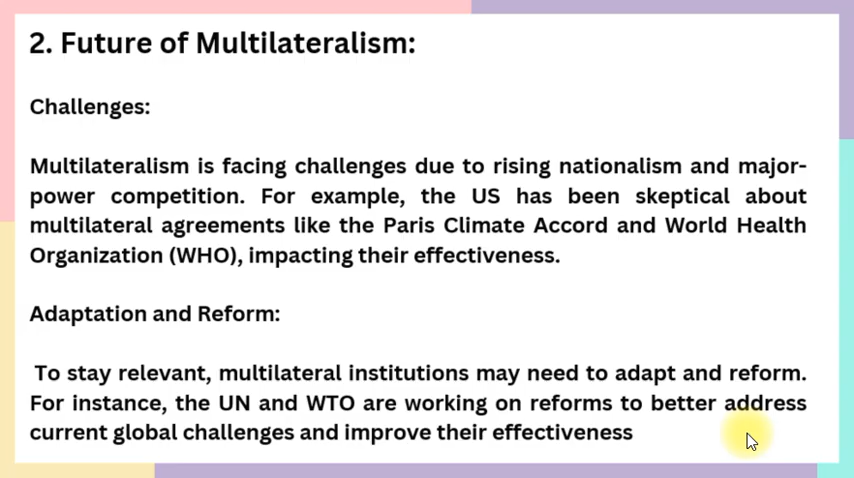 2. Future of Multilateralism:
Challenges:
Multilateralism is facing challenges due to rising nationalism and major-
power competition. For example, the US has been skeptical about
multilateral agreements like the Paris Climate Accord and World Health
Organization (WHO), impacting their effectiveness.
Adaptation and Reform:
To stay relevant, multilateral institutions may need to adapt and reform.
For instance, the UN and WTO are working on reforms to better address
current global challenges and improve their effectiveness